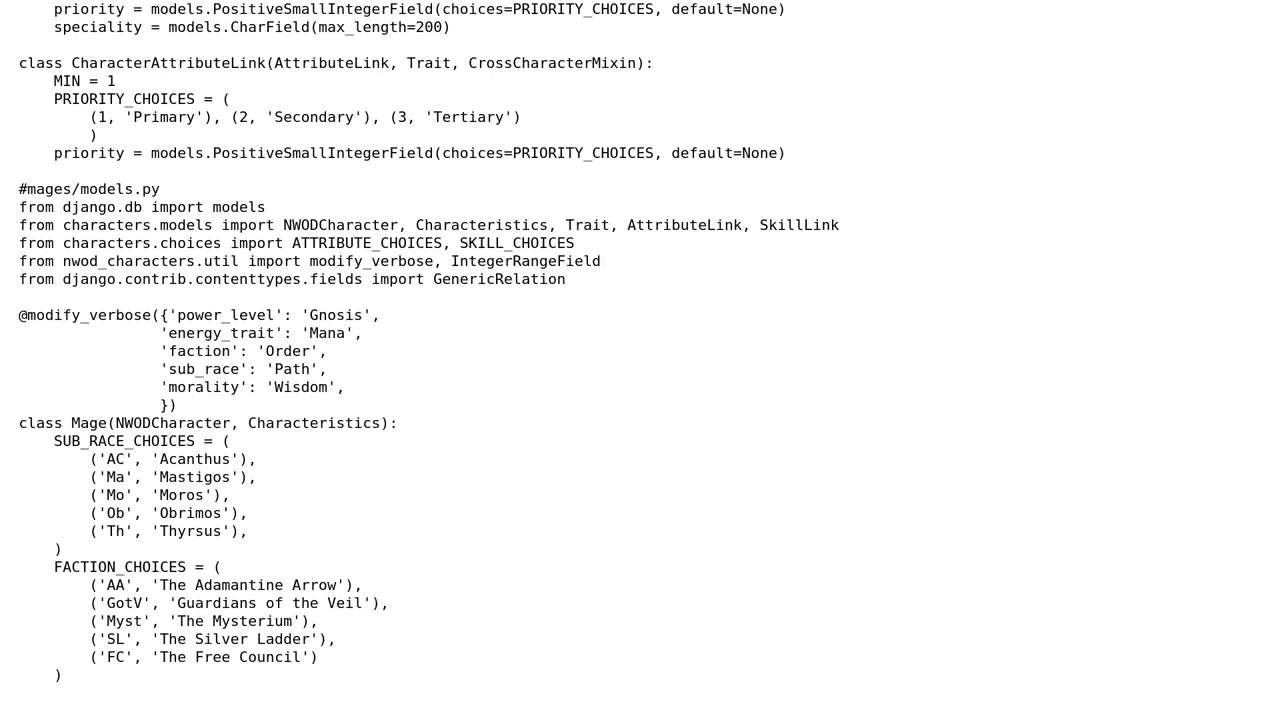 priority = models.PositiveSmallIntegerField(choices=PRIORITY_CHOICES, default=None)
    speciality = models.CharField(max_length=200)

class CharacterAttributeLink(AttributeLink, Trait, CrossCharacterMixin):
    MIN = 1
    PRIORITY_CHOICES = (
        (1, 'Primary'), (2, 'Secondary'), (3, 'Tertiary')
        )
    priority = models.PositiveSmallIntegerField(choices=PRIORITY_CHOICES, default=None)

#mages/models.py
from django.db import models
from characters.models import NWODCharacter, Characteristics, Trait, AttributeLink, SkillLink
from characters.choices import ATTRIBUTE_CHOICES, SKILL_CHOICES
from nwod_characters.util import modify_verbose, IntegerRangeField
from django.contrib.contenttypes.fields import GenericRelation

@modify_verbose({'power_level': 'Gnosis',
                'energy_trait': 'Mana',
                'faction': 'Order',
                'sub_race': 'Path',
                'morality': 'Wisdom',
                })
class Mage(NWODCharacter, Characteristics):
    SUB_RACE_CHOICES = (
        ('AC', 'Acanthus'),
        ('Ma', 'Mastigos'),
        ('Mo', 'Moros'),
        ('Ob', 'Obrimos'),
        ('Th', 'Thyrsus'),
    )
    FACTION_CHOICES = (
        ('AA', 'The Adamantine Arrow'),
        ('GotV', 'Guardians of the Veil'),
        ('Myst', 'The Mysterium'),
        ('SL', 'The Silver Ladder'),
        ('FC', 'The Free Council')
    )